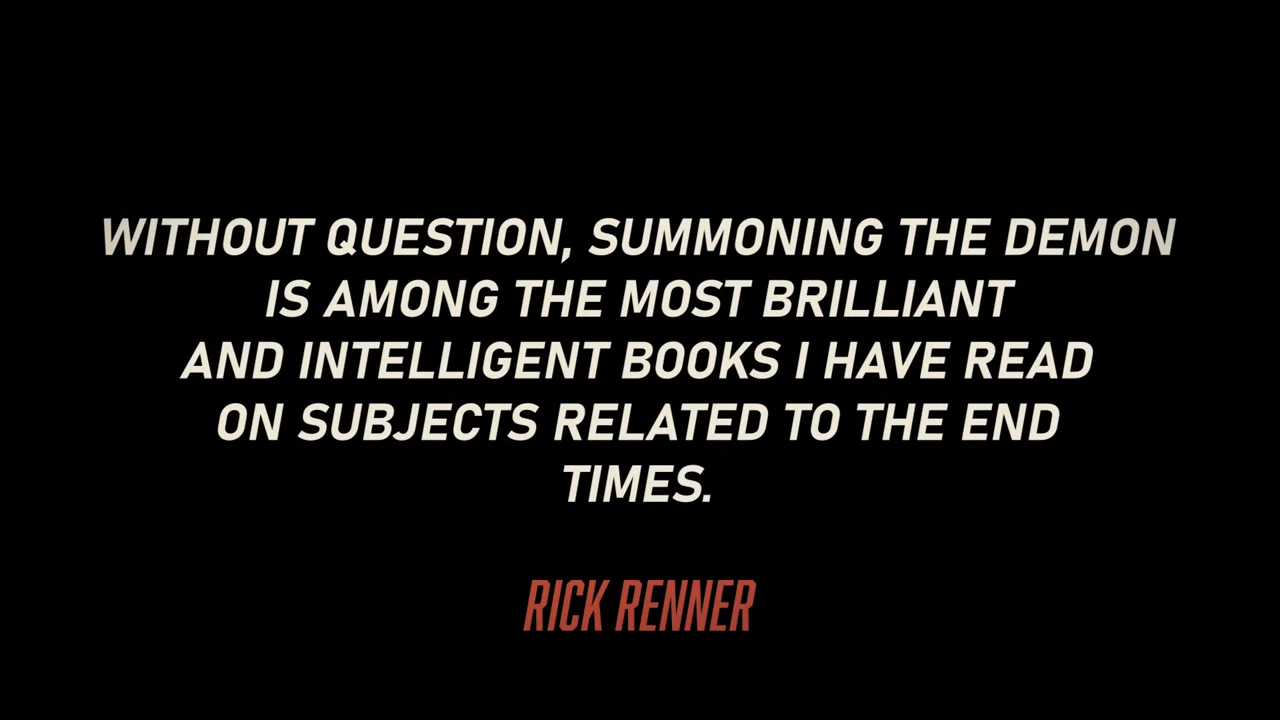 WITHOUT QUESTION, SUMMONING THE DEMON
IS AMONG THE MOST BRILLIANT
AND INTELLIGENT BOOKS I HAVE READ
ON SUBJECTS RELATED TO THE END
TIMES.
RICK RENNER